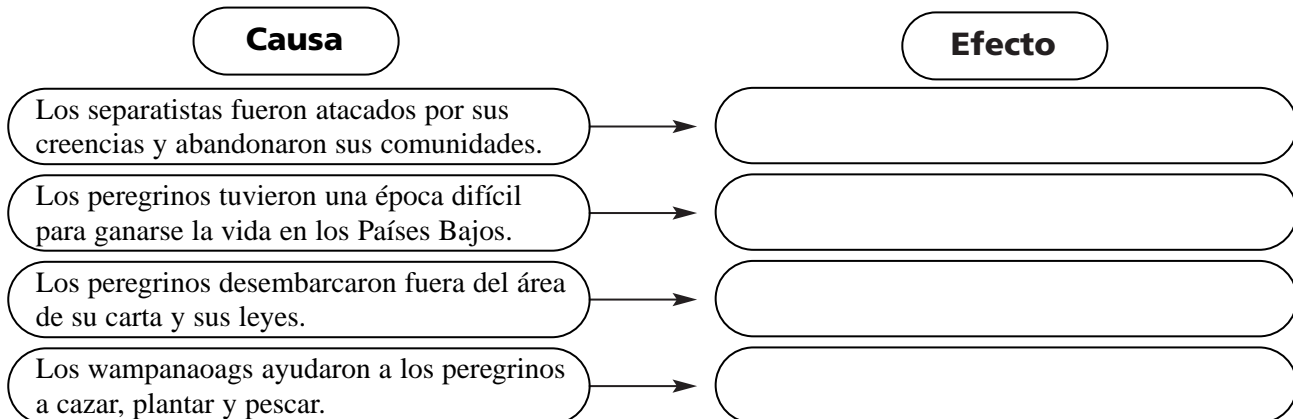 Causa
Efecto
Los separatistas fueron atacados por sus
creencias y abandonaron sus comunidades.
Los peregrinos tuvieron una época difícil
para ganarse la vida en los Países Bajos.
Los peregrinos desembarcaron fuera del área
de su carta y sus leyes.
Los wampanaoags ayudaron a los peregrinos
a cazar, plantar y pescar.